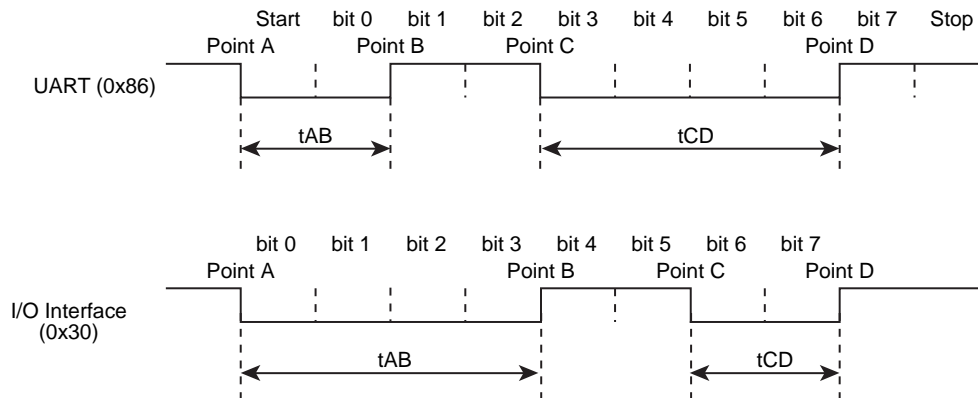 Start bit 0 bit 1 bit 2 bit 3 bit 4 bit 5 bit 6 bit 7 Stop
Point A Point B Point C Point D
UART (0x86)
tAB tCD
bit 0 bit 1 bit 2 bit 3 bit 4 bit 5 bit 6 bit 7
Point A Point B Point C Point D
I/O Interface
(0x30)
tAB tCD